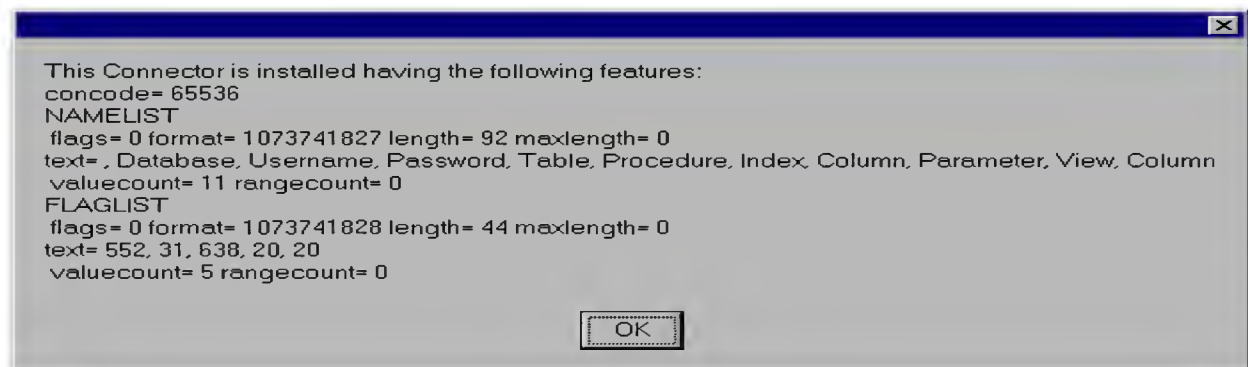 This Connector is installed having the following features:
concode= 65536
NAMELIST
flags= 0 format= 1073741827 length= 92 maxlength= 0
text= , Database, Username, Password, Table, Procedure, Index, Column, Parameter, View, Column
valuecount= 11 rangecount= 0
FLAGLIST
flags= 0 format= 1073741828 length= 44 maxlength= 0
text= 552, 31, 638, 20, 20
valuecount= 5 rangecount= 0
OK